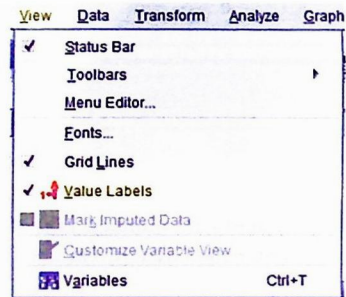 View Data Transform Analyze Graph
Status Bar
Toolbars
Menu Editor...
Fonts...
Grid Lines
Value Labels
Mark Imputed Data
Customize Variable View
Variables Ctrl+T